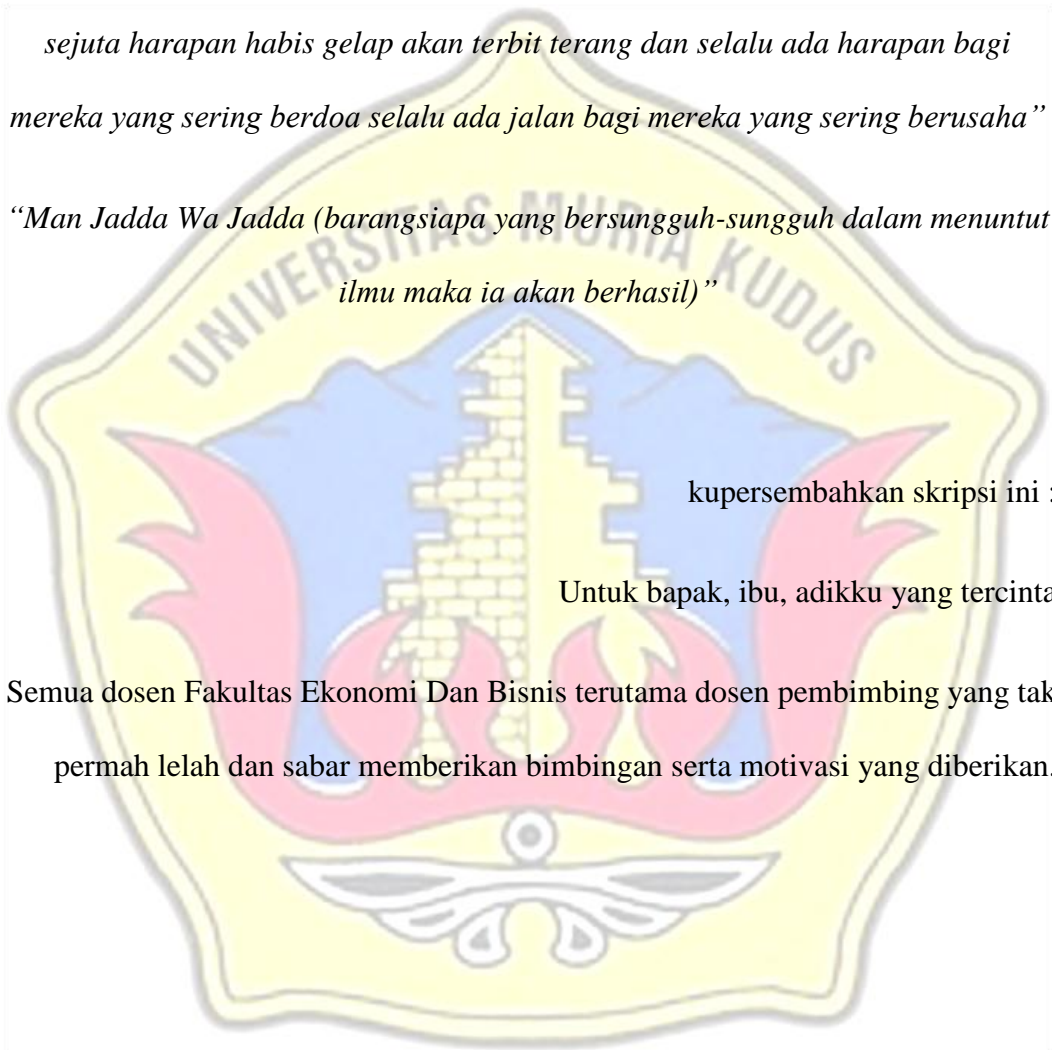 sejuta harapan habis gelap akan terbit terang dan selalu ada harapan bagi
mereka yang sering berdoa selalu ada jalan bagi mereka yang sering berusaha”
“Man Jadda Wa Jadda (barangsiapa yang bersungguh-sungguh dalam menuntut
ilmu maka ia akan berhasil)”
UNIVERSITAS MURIA KUDUS
kupersembahkan skripsi ini :
Untuk bapak, ibu, adikku yang tercinta
Semua dosen Fakultas Ekonomi Dan Bisnis terutama dosen pembimbing yang tak
permah lelah dan sabar memberikan bimbingan serta motivasi yang diberikan.